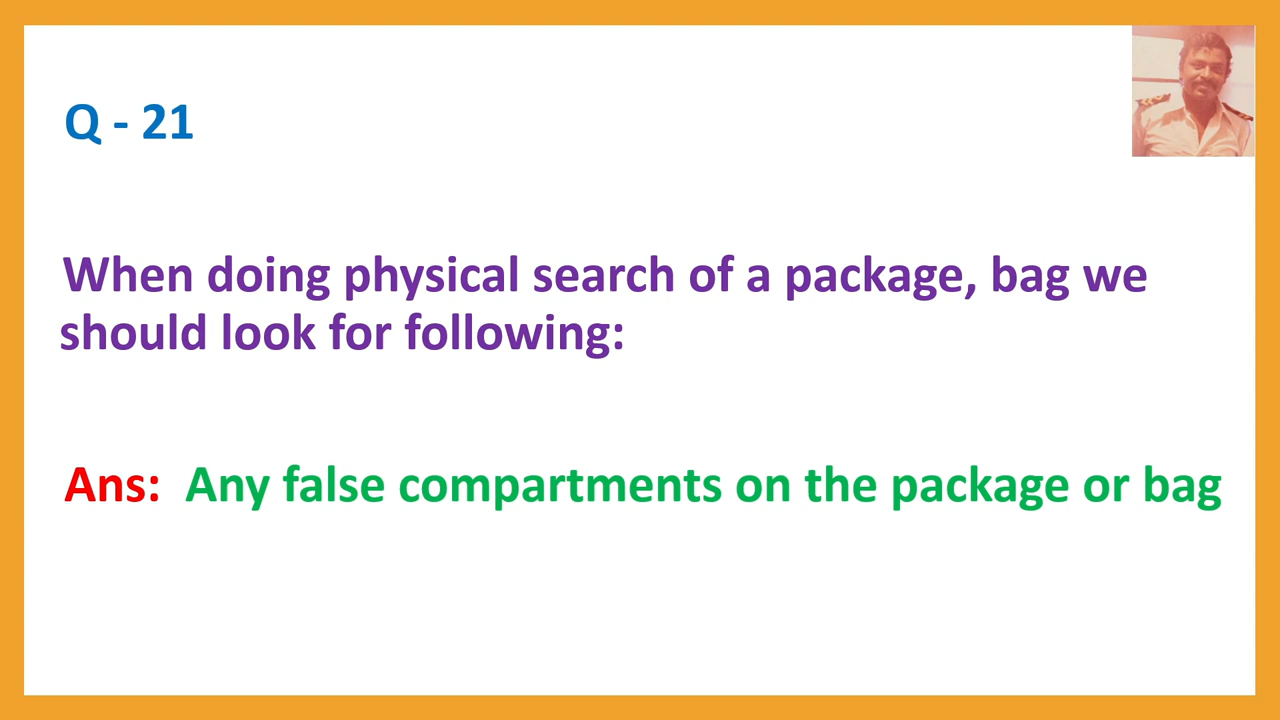 Q - 21
When doing physical search of a package, bag we
should look for following:
Ans: Any false compartments on the package or bag